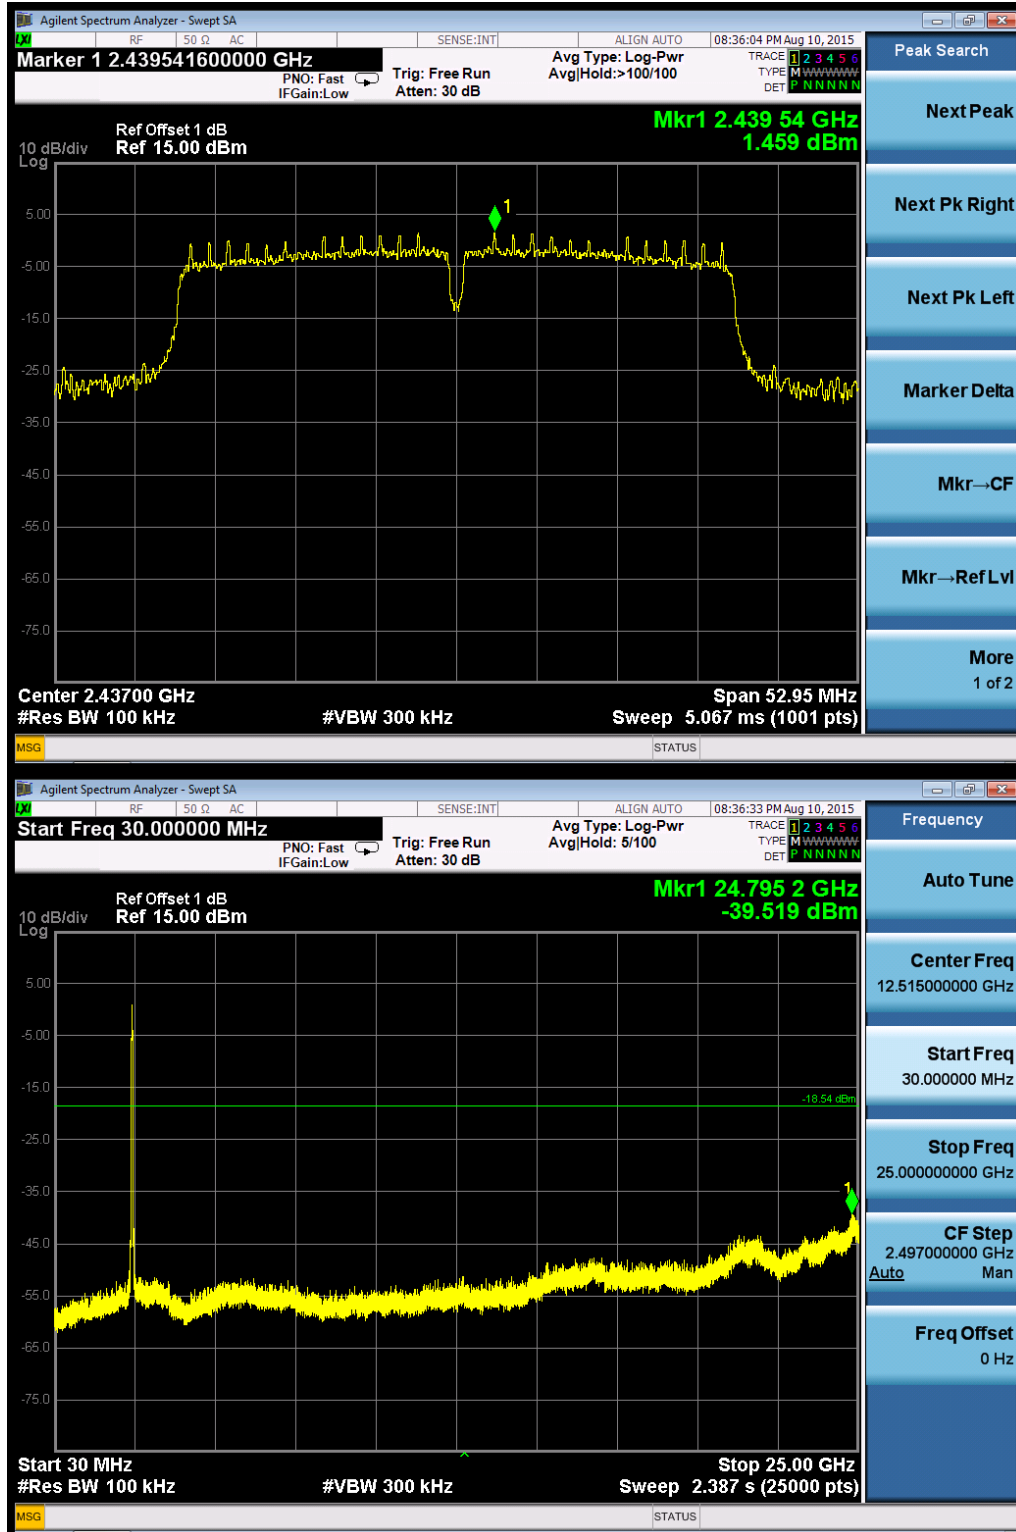 Agilent Spectrum Analyzer - Swept SA
LXI RF 50 Ω AC SENSE:INT ALIGN AUTO 08:36:04 PM Aug 10, 2015
Marker 1 2.439541600000 GHz
PNO: Fast
IFGain:Low
Trig: Free Run
Atten: 30 dB
Avg Type: Log-Pwr
Avg|Hold:>100/100
TRACE 1 2 3 4 5 6
TYPE M WWWWW
DET P N N N N N
Mkr1 2.439 54 GHz
1.459 dBm
Ref Offset 1 dB
10 dB/div Ref 15.00 dBm
Log
1
5.00
-5.00
-15.0
-25.0
-35.0
-45.0
-55.0
-65.0
-75.0
Center 2.43700 GHz Span 52.95 MHz
#Res BW 100 kHz #VBW 300 kHz Sweep 5.067 ms (1001 pts)
MSG STATUS
Peak Search
Next Peak
Next Pk Right
Next Pk Left
Marker Delta
Mkr→CF
Mkr→Ref Lvl
More
1 of 2
Agilent Spectrum Analyzer - Swept SA
LXI RF 50 Ω AC SENSE:INT ALIGN AUTO 08:36:33 PM Aug 10, 2015
Start Freq 30.000000 MHz
PNO: Fast
IFGain:Low
Trig: Free Run
Atten: 30 dB
Avg Type: Log-Pwr
Avg|Hold: 5/100
TRACE 1 2 3 4 5 6
TYPE M WWWWW
DET P N N N N N
Mkr1 24.795 2 GHz
-39.519 dBm
Ref Offset 1 dB
10 dB/div Ref 15.00 dBm
Log
5.00
-5.00
-15.0
-18.54 dBm
-25.0
-35.0
1
-45.0
-55.0
-65.0
-75.0
Start 30 MHz Stop 25.00 GHz
#Res BW 100 kHz #VBW 300 kHz Sweep 2.387 s (25000 pts)
MSG STATUS
Frequency
Auto Tune
Center Freq
12.515000000 GHz
Start Freq
30.000000 MHz
Stop Freq
25.000000000 GHz
CF Step
2.497000000 GHz
Auto Man
Freq Offset
0 Hz